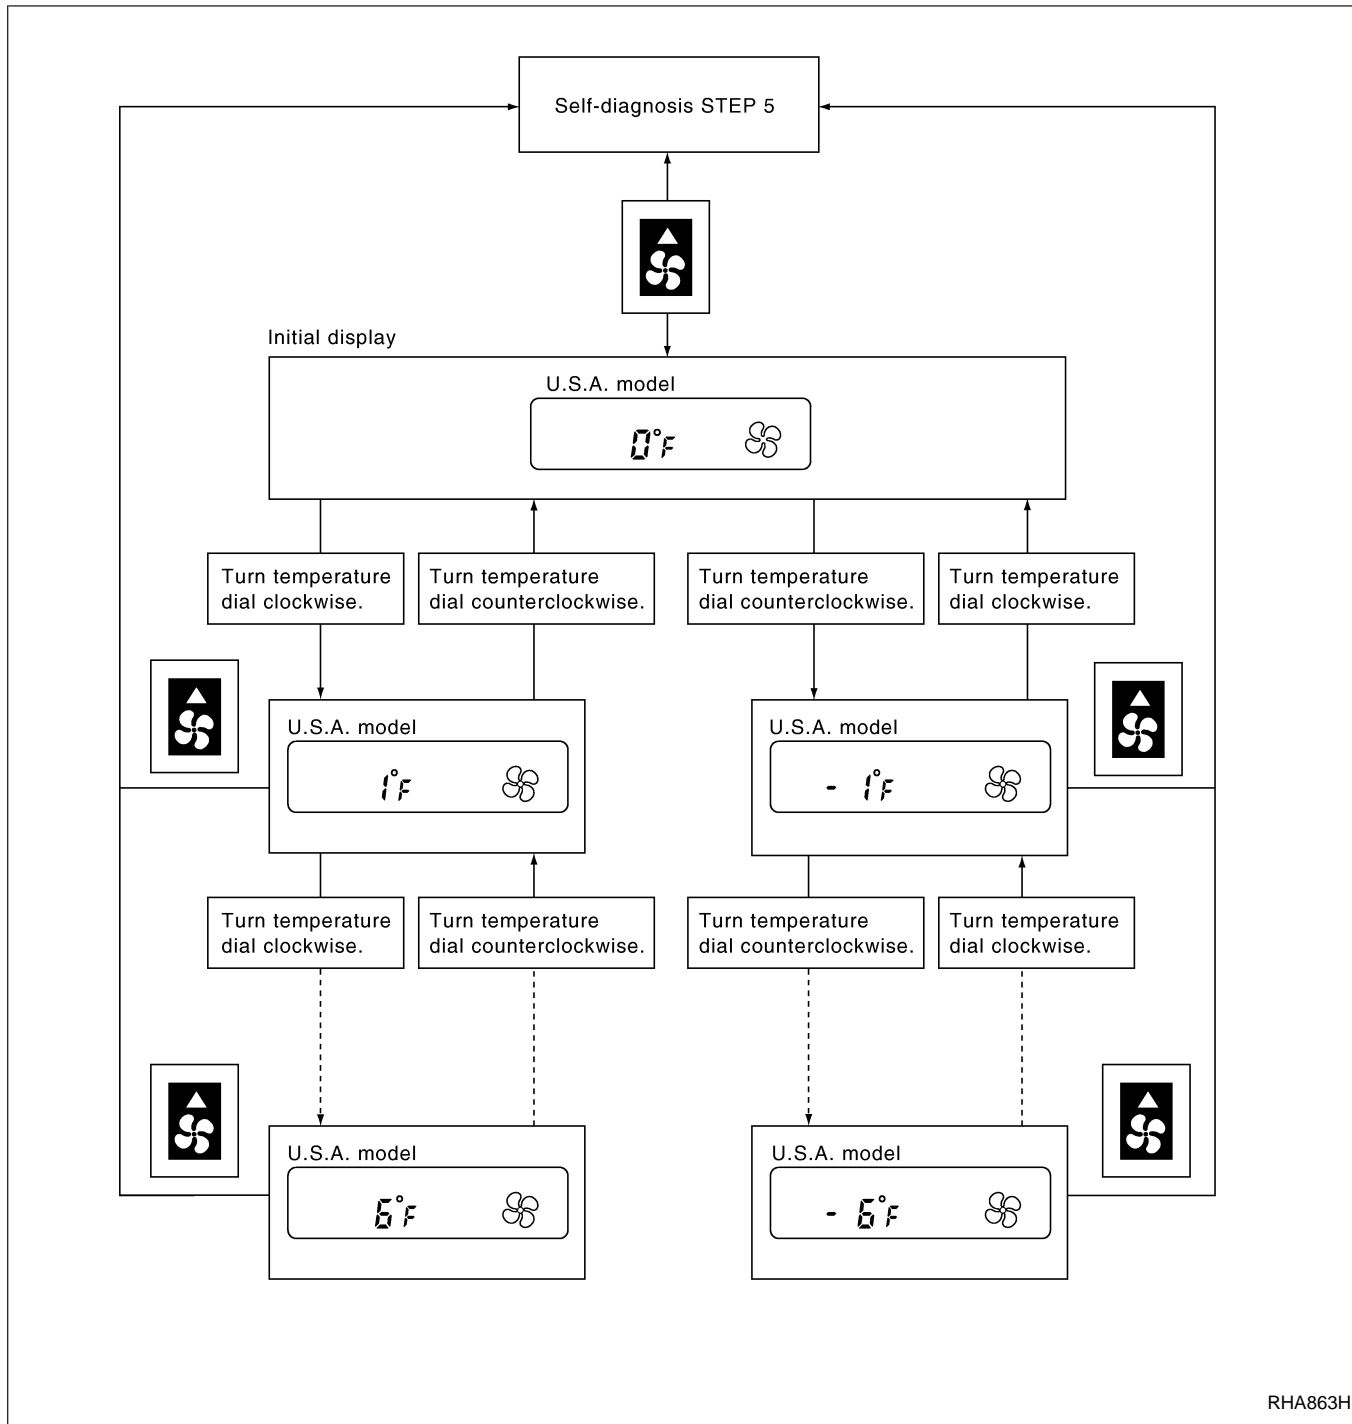 Self-diagnosis STEP 5
Initial display
U.S.A. model
0°F
Turn temperature
dial clockwise.
Turn temperature
dial counterclockwise.
Turn temperature
dial counterclockwise.
Turn temperature
dial clockwise.
U.S.A. model
1°F
U.S.A. model
- 1°F
Turn temperature
dial clockwise.
Turn temperature
dial counterclockwise.
Turn temperature
dial counterclockwise.
Turn temperature
dial clockwise.
U.S.A. model
6°F
U.S.A. model
- 6°F
RHA863H